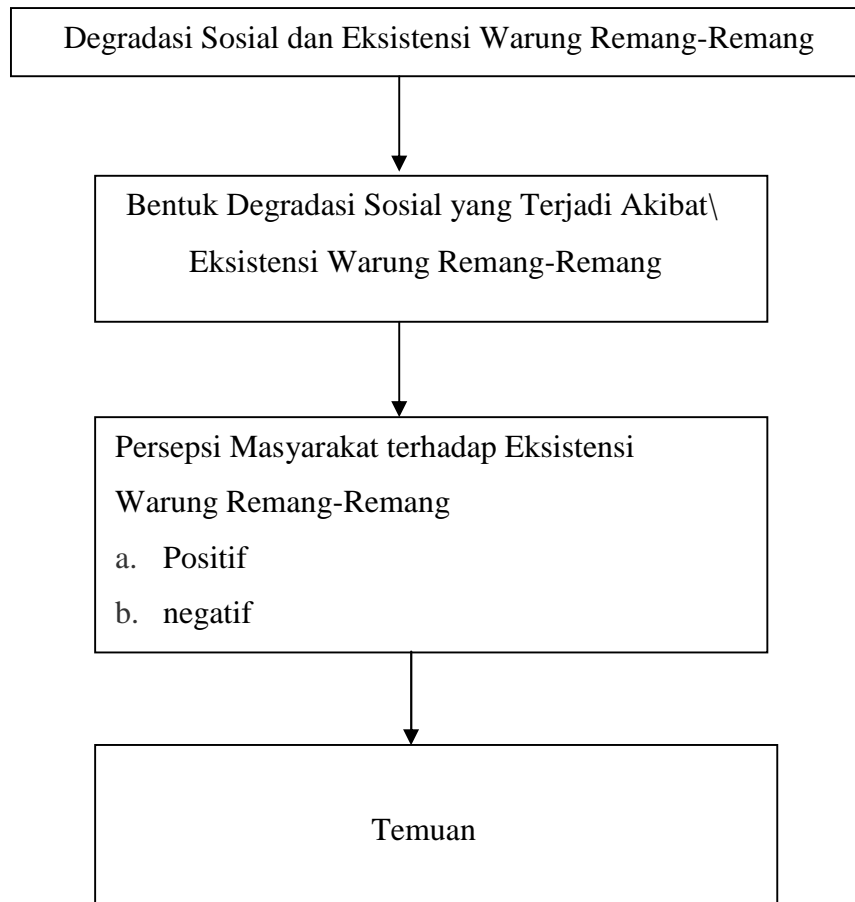 Degradasi Sosial dan Eksistensi Warung Remang-Remang
Bentuk Degradasi Sosial yang Terjadi Akibat\
Eksistensi Warung Remang-Remang
Persepsi Masyarakat terhadap Eksistensi
Warung Remang-Remang
a. Positif
b. negatif
Temuan